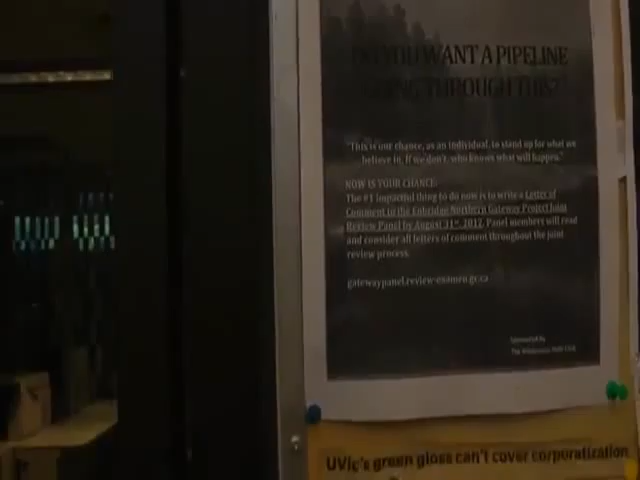 DO YOU WANT A PIPELINE
GOING THROUGH THIS?
"This is our chance, as an individual, to stand up for what we
believe in. If we don't, who knows what will happen."
NOW IS YOUR CHANCE:
The #1 impactful thing to do now is to write a Letter of
Comment to the Enbridge Northern Gateway Project Joint
Review Panel by August 31st, 2012. Panel members will read
and consider all letters of comment throughout the joint
review process.
gatewaypanel.review-examen.gc.ca
Sponsored by
The Wilderness
UVic's green gloss can't cover corporatization